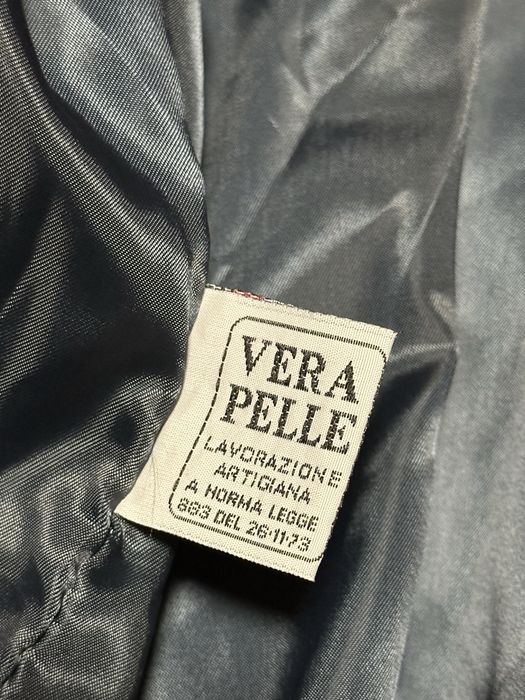 VERA
PELLE
LAVORAZIONE
ARTIGIANA
A NORMA LEGGE
883 DEL 26·11·73